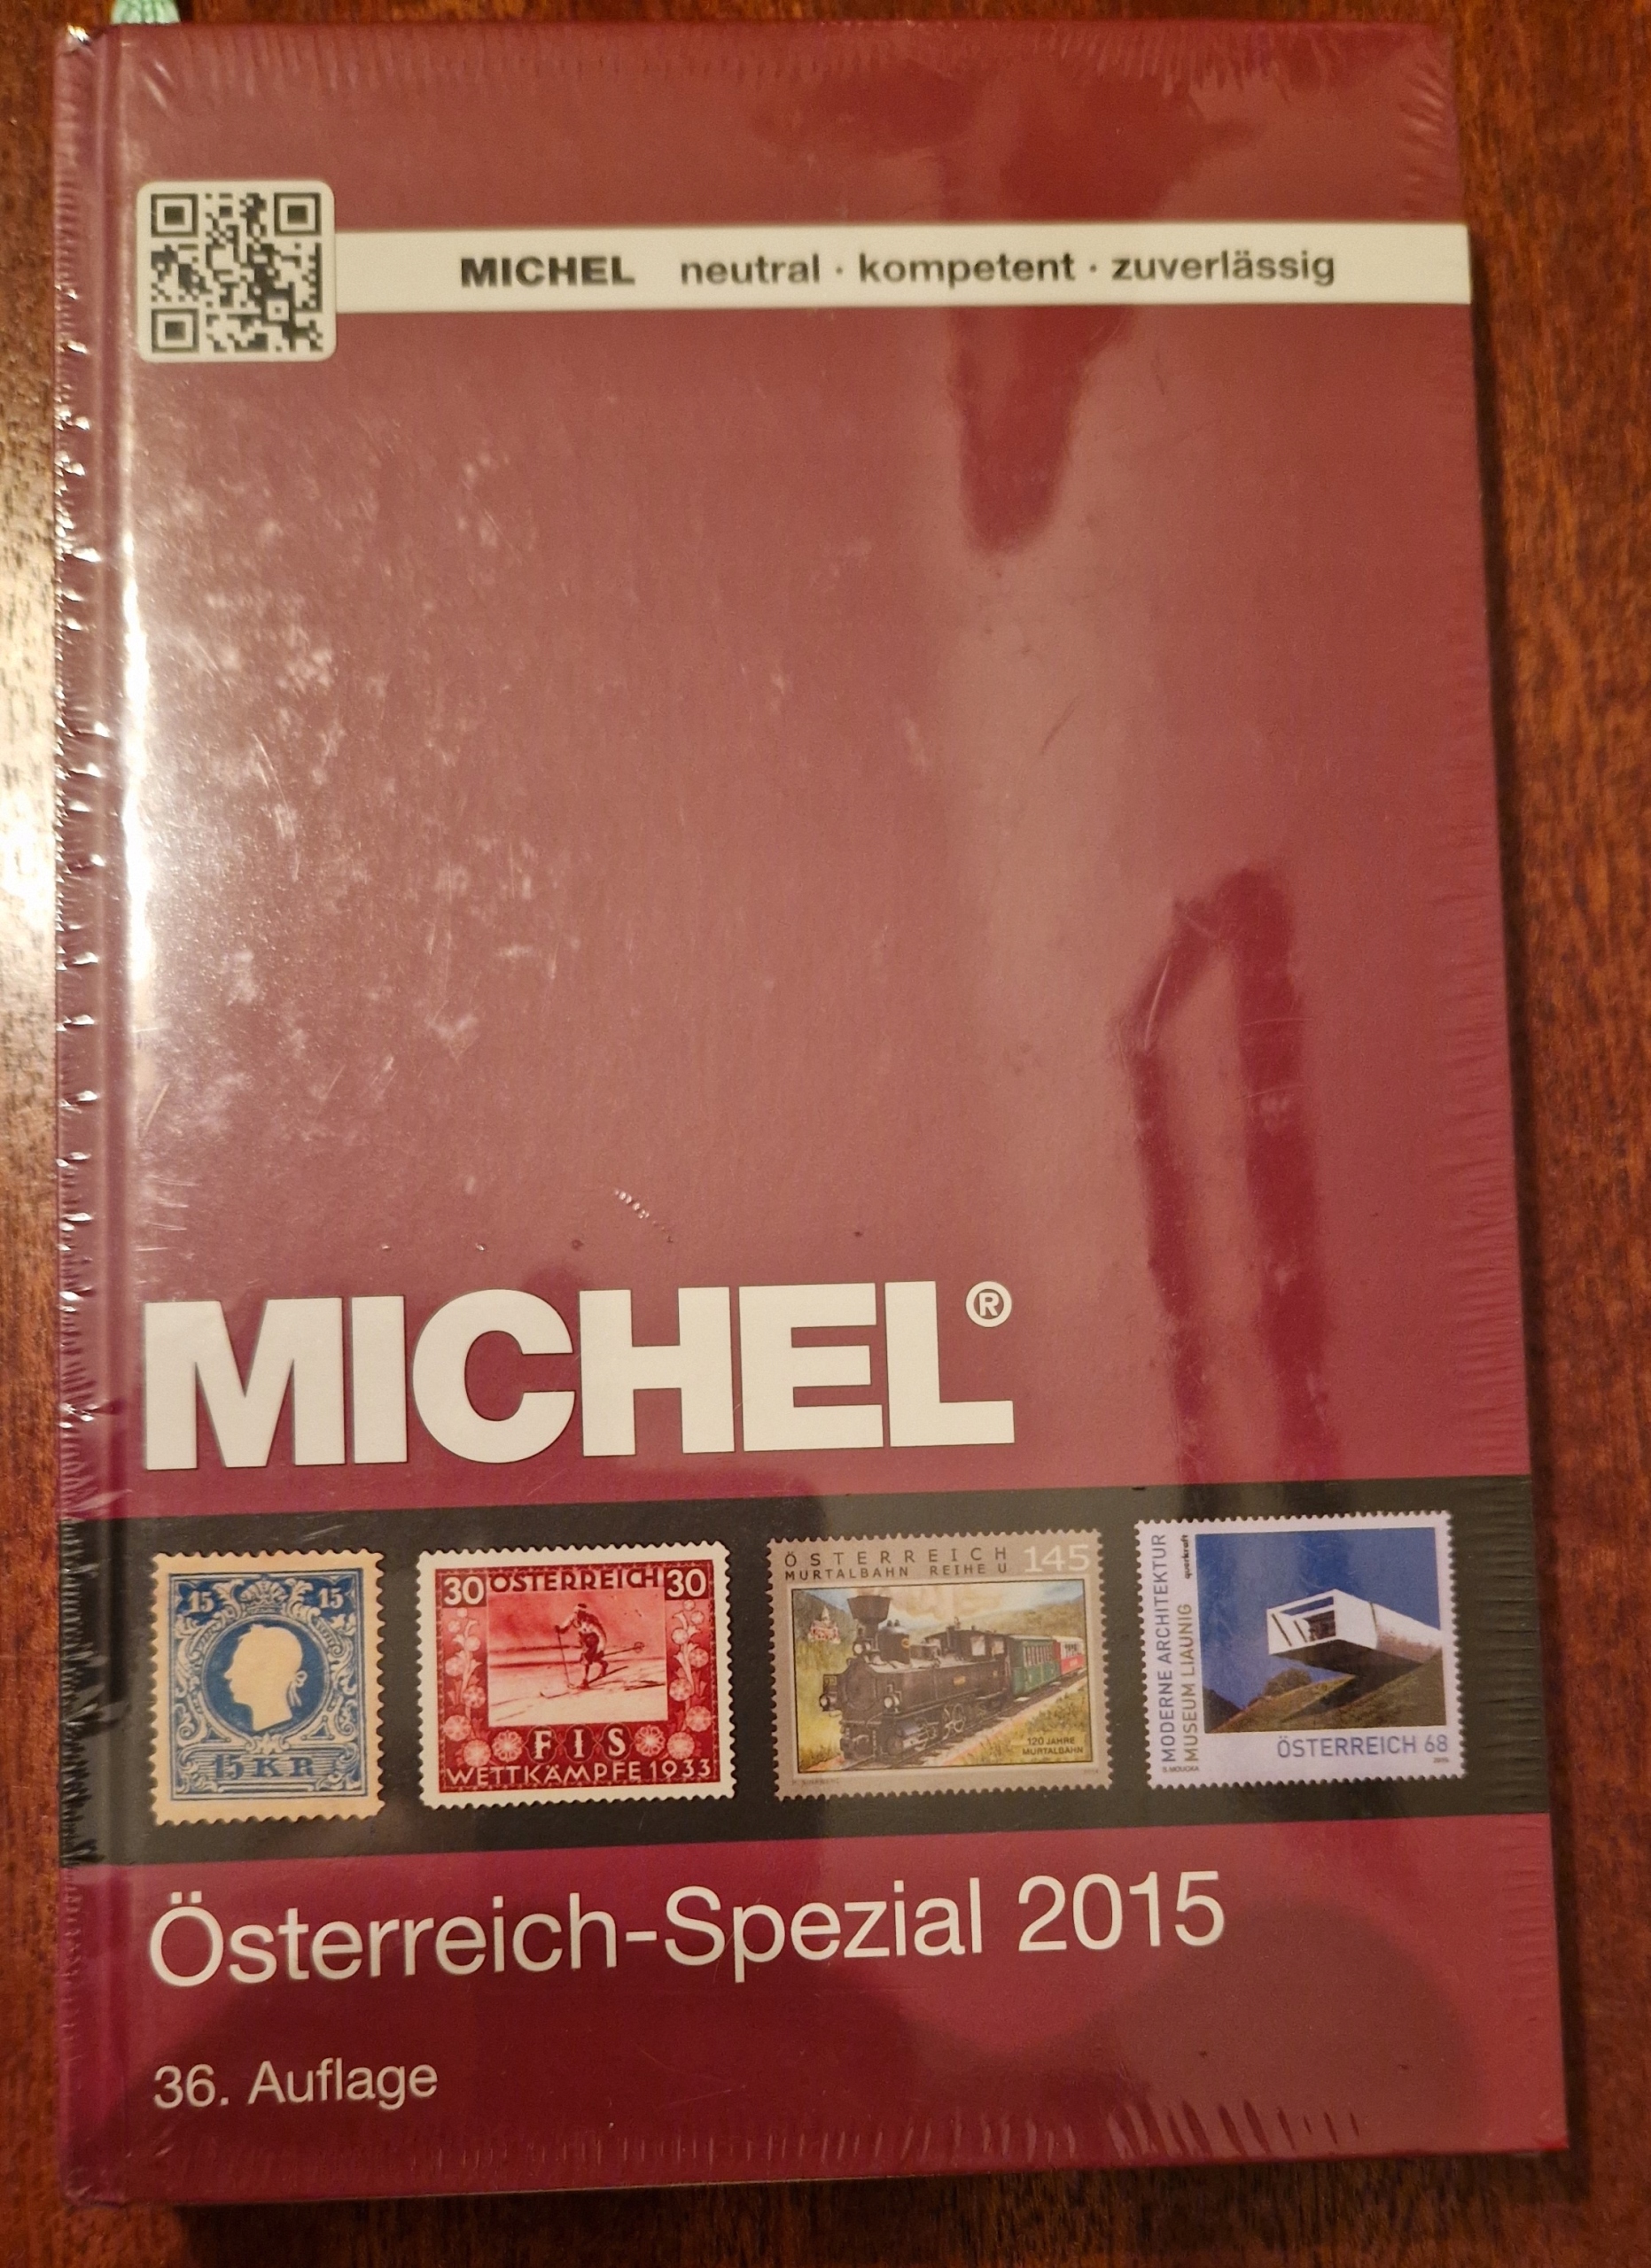 MICHEL neutral · kompetent · zuverlässig
MICHEL®
15 15
15 KR
30 ÖSTERREICH 30
FIS
WETTKÄMPFE 1933
ÖSTERREICH 145
MURTALBAHN REIHE U
120 JAHRE
MURTALBAHN
MODERNE ARCHITEKTUR
querkraft
MUSEUM LIAUNIG
ÖSTERREICH 68
Österreich-Spezial 2015
36. Auflage